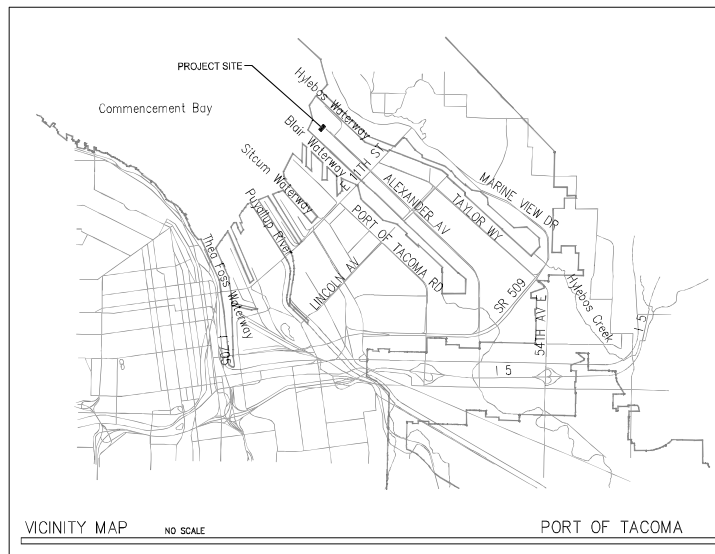 PROJECT SITE
Commencement Bay
Hylebos Waterway
Blair Waterway
Sitcum Waterway
Puyallup River
Thea Foss Waterway
E 11TH ST
ALEXANDER AV
TAYLOR WY
MARINE VIEW DR
PORT OF TACOMA RD
LINCOLN AV
SR 509
54TH AV E
Hylebos Creek
I 5
I 5
I 705
VICINITY MAP
NO SCALE
PORT OF TACOMA